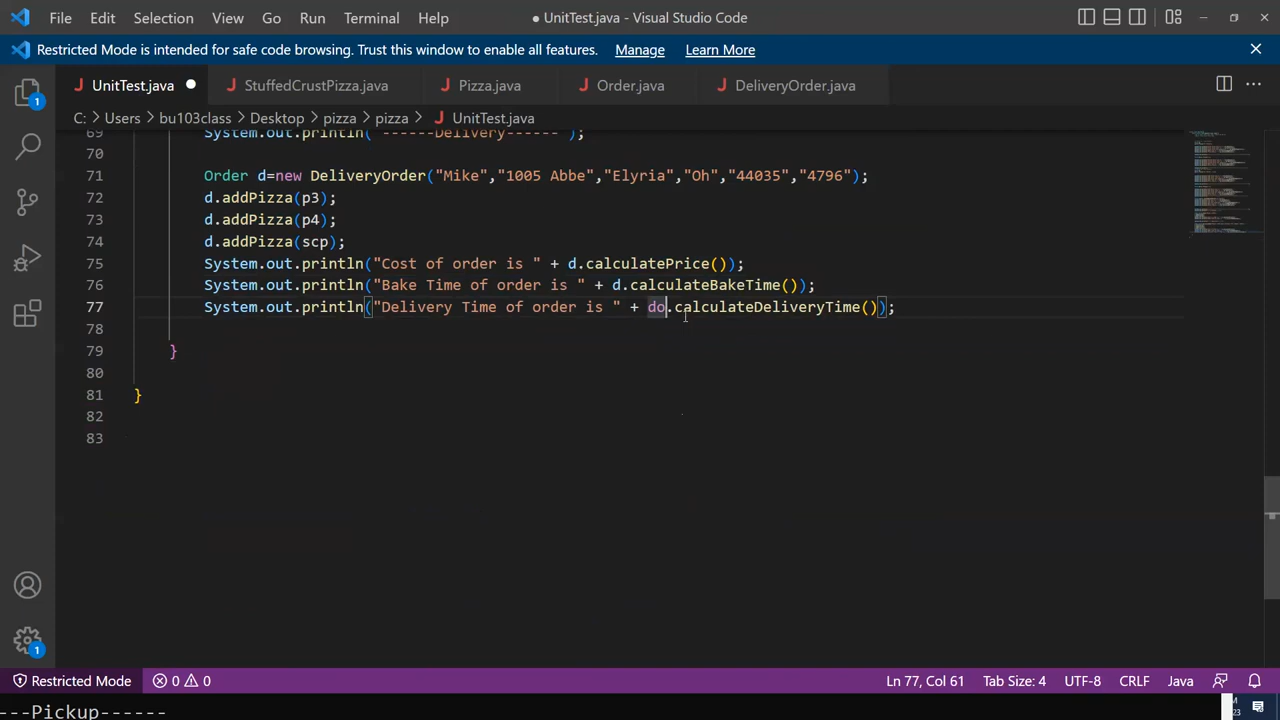 File Edit Selection View Go Run Terminal Help ● UnitTest.java - Visual Studio Code
Restricted Mode is intended for safe code browsing. Trust this window to enable all features. Manage Learn More
UnitTest.java ● StuffedCrustPizza.java Pizza.java Order.java DeliveryOrder.java
C: > Users > bu103class > Desktop > pizza > pizza > UnitTest.java
69 System.out.println("------Delivery------");
70
71 Order d=new DeliveryOrder("Mike","1005 Abbe","Elyria","Oh","44035","4796");
72 d.addPizza(p3);
73 d.addPizza(p4);
74 d.addPizza(scp);
75 System.out.println("Cost of order is " + d.calculatePrice());
76 System.out.println("Bake Time of order is " + d.calculateBakeTime());
77 System.out.println("Delivery Time of order is " + do.calculateDeliveryTime());
78
79 }
80
81 }
82
83
1
1
Restricted Mode 0 0 Ln 77, Col 61 Tab Size: 4 UTF-8 CRLF Java
---Pickup------
M
23